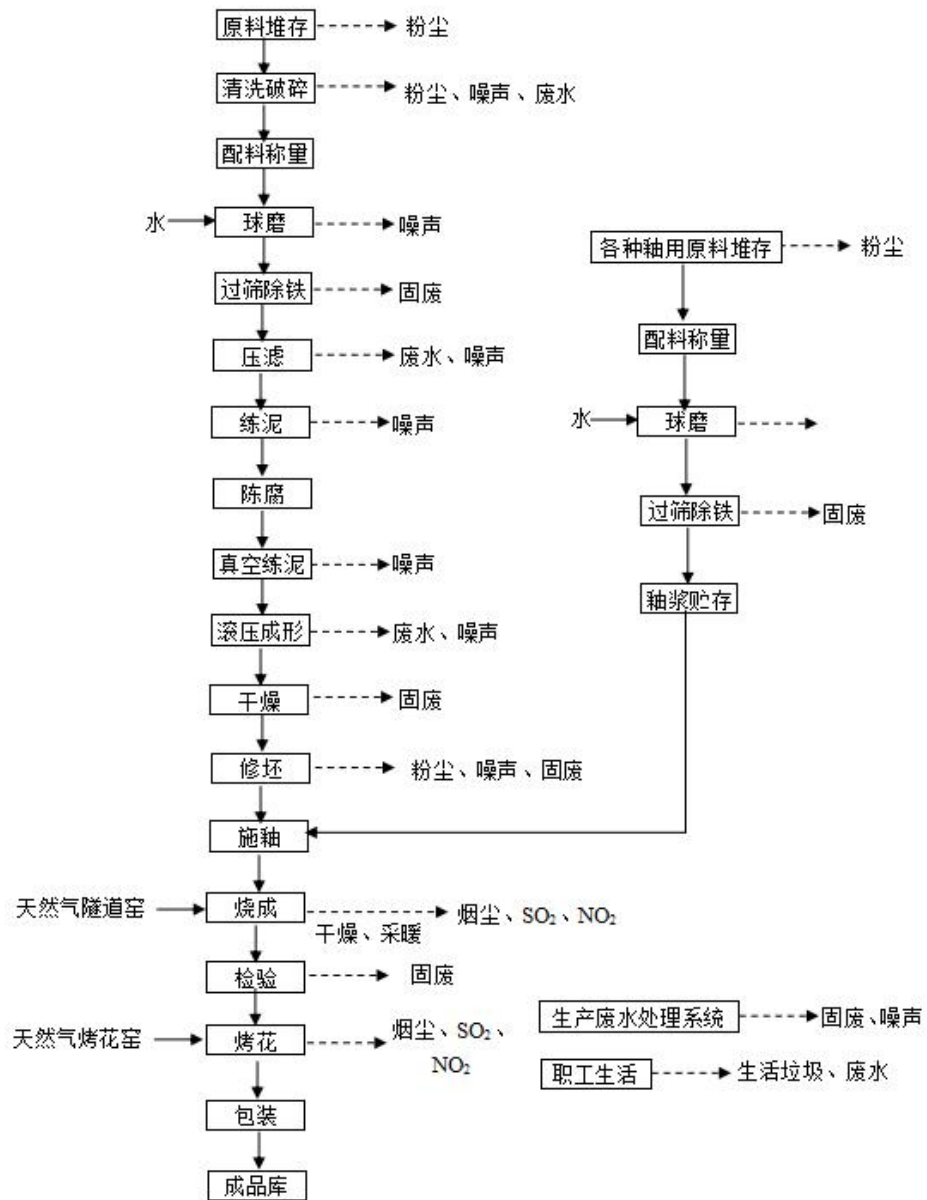 原料堆存
粉尘
清洗破碎
粉尘、噪声、废水
配料称量
水
球磨
噪声
过筛除铁
固废
压滤
废水、噪声
练泥
噪声
陈腐
真空练泥
噪声
滚压成形
废水、噪声
干燥
固废
修坯
粉尘、噪声、固废
施釉
各种釉用原料堆存
粉尘
配料称量
水
球磨
过筛除铁
固废
釉浆贮存
天然气隧道窑
烧成
烟尘、SO₂、NO₂
干燥、采暖
检验
固废
天然气烤花窑
烤花
烟尘、SO₂、
NO₂
包装
成品库
生产废水处理系统
固废、噪声
职工生活
生活垃圾、废水